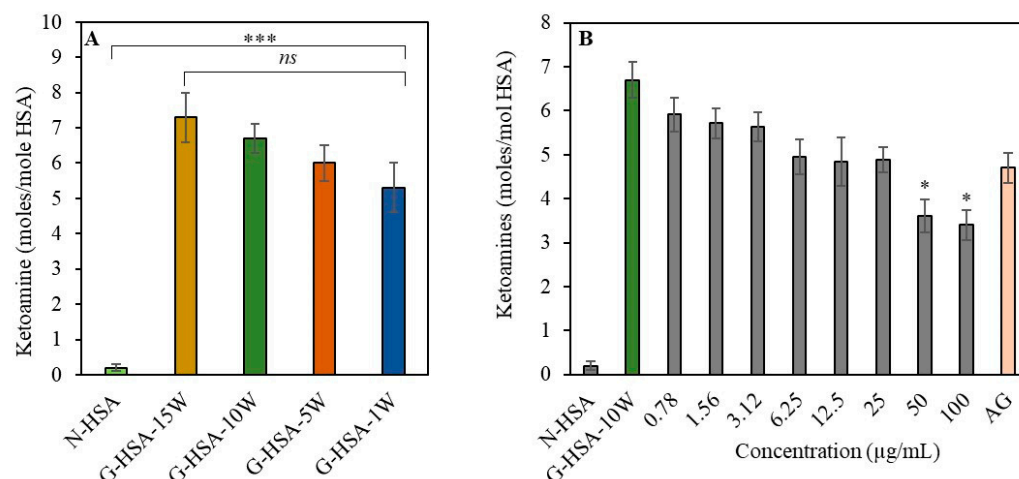 A
***
ns
Ketoamine (moles/mole HSA)
10
9
8
7
6
5
4
3
2
1
0
N-HSA
G-HSA-15W
G-HSA-10W
G-HSA-5W
G-HSA-1W
B
Ketoamines (moles/mol HSA)
8
7
6
5
4
3
2
1
0
*
*
N-HSA
G-HSA-10W
0.78
1.56
3.12
6.25
12.5
25
50
100
AG
Concentration (µg/mL)